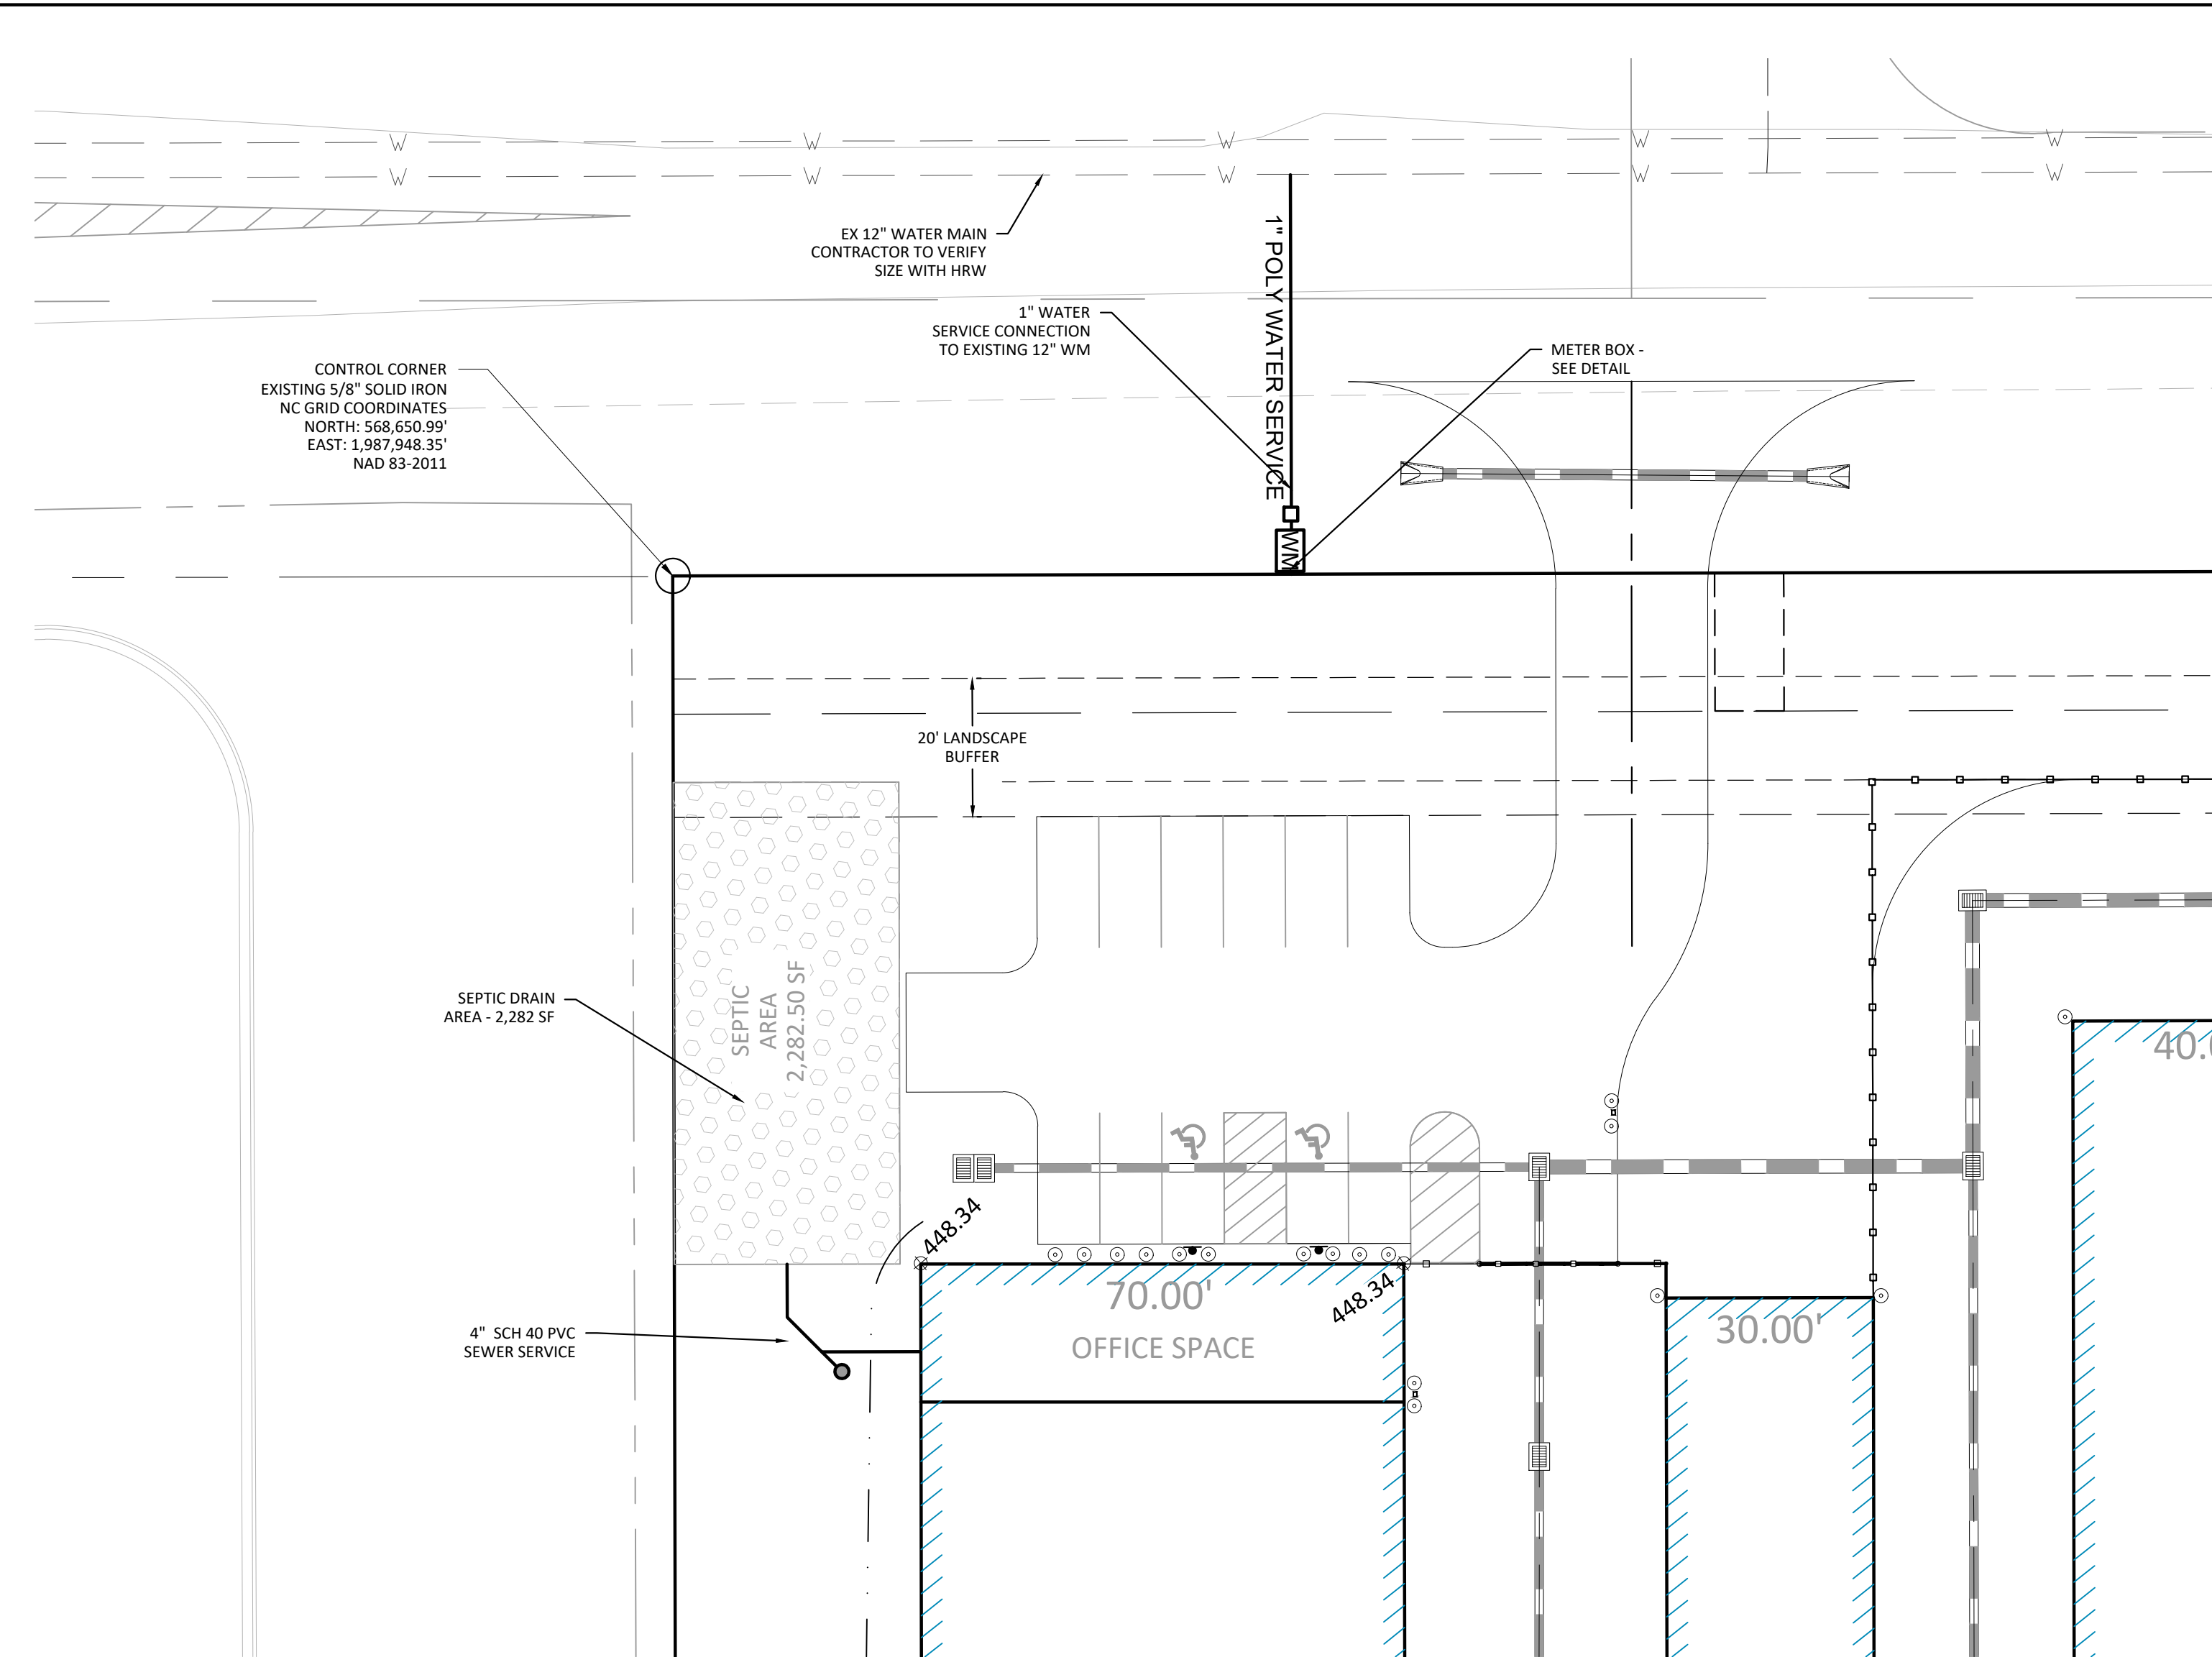 W W W W W
W W W W W
EX 12" WATER MAIN
CONTRACTOR TO VERIFY
SIZE WITH HRW
1" POLY WATER SERVICE
1" WATER
SERVICE CONNECTION
TO EXISTING 12" WM
METER BOX -
SEE DETAIL
CONTROL CORNER
EXISTING 5/8" SOLID IRON
NC GRID COORDINATES
NORTH: 568,650.99'
EAST: 1,987,948.35'
NAD 83-2011
WM
20' LANDSCAPE
BUFFER
SEPTIC DRAIN
AREA - 2,282 SF
SEPTIC
AREA
2,282.50 SF
448.34
448.34
70.00'
OFFICE SPACE
30.00'
4" SCH 40 PVC
SEWER SERVICE